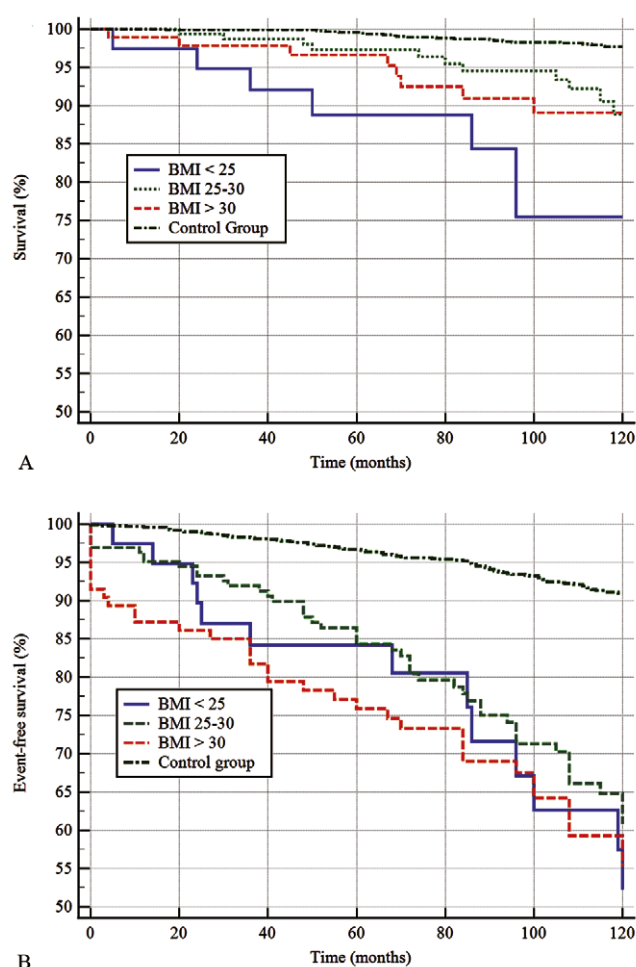 100
95
90
85
80
75
70
65
60
55
50
Survival (%)
BMI < 25
BMI 25-30
BMI > 30
Control Group
0 20 40 60 80 100 120
Time (months)
A
100
95
90
85
80
75
70
65
60
55
50
Event-free survival (%)
BMI < 25
BMI 25-30
BMI > 30
Control group
0 20 40 60 80 100 120
Time (months)
B